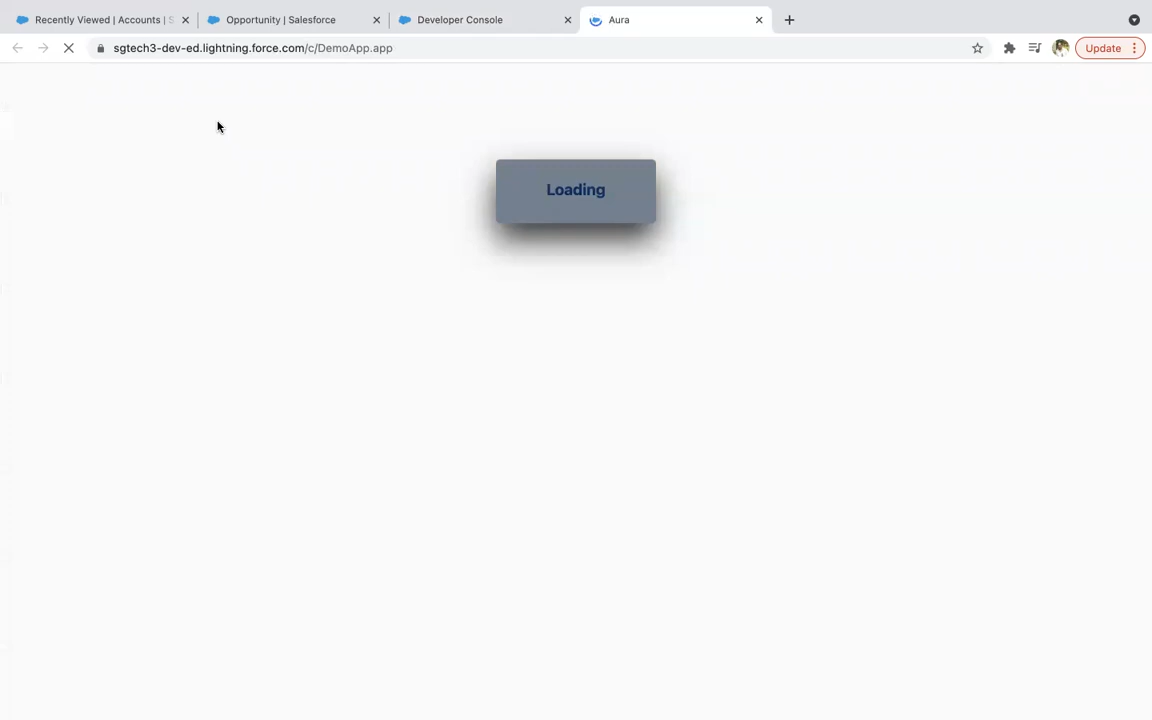 Recently Viewed | Accounts | S
Opportunity | Salesforce
Developer Console
Aura
sgtech3-dev-ed.lightning.force.com/c/DemoApp.app
Update
Loading